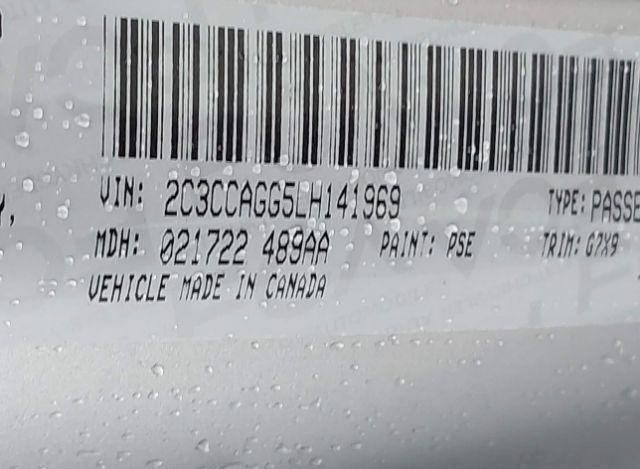 VIN: 2C3CCAGG5LH141969 TYPE: PASSE
MDH: 021722 489AA PAINT: PSE TRIM: G7X9
VEHICLE MADE IN CANADA